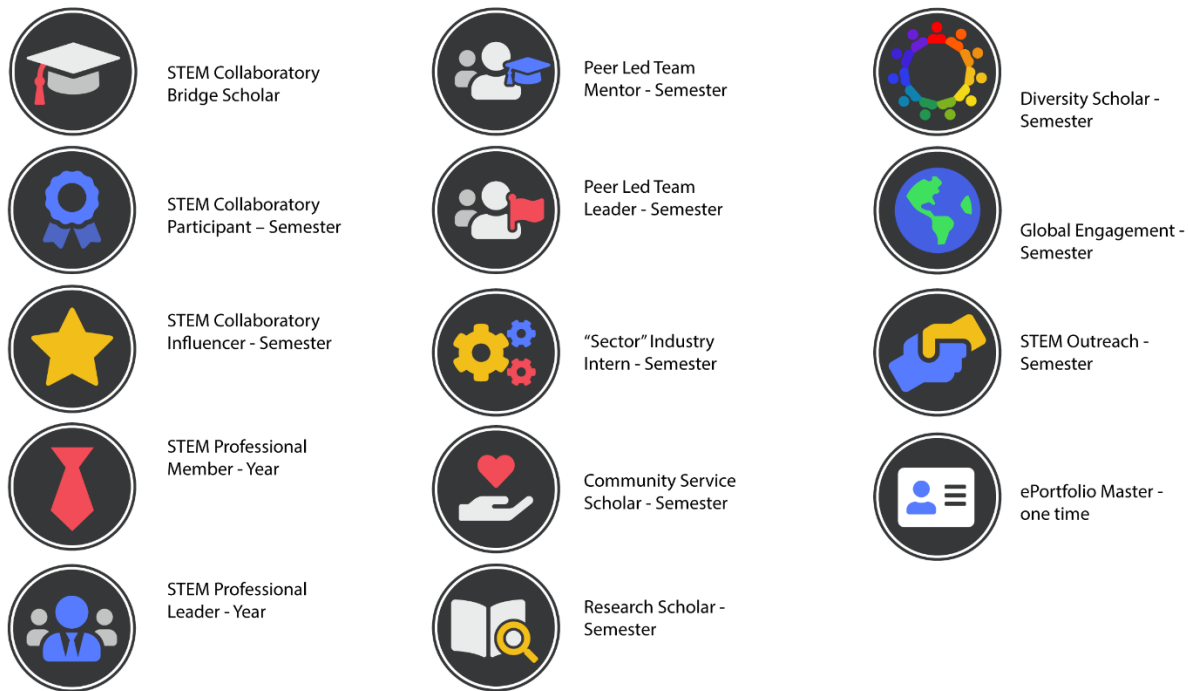 STEM Collaboratory
Bridge Scholar
STEM Collaboratory
Participant – Semester
STEM Collaboratory
Influencer - Semester
STEM Professional
Member - Year
STEM Professional
Leader - Year
Peer Led Team
Mentor - Semester
Peer Led Team
Leader - Semester
“Sector” Industry
Intern - Semester
Community Service
Scholar - Semester
Research Scholar -
Semester
Diversity Scholar -
Semester
Global Engagement -
Semester
STEM Outreach -
Semester
ePortfolio Master -
one time